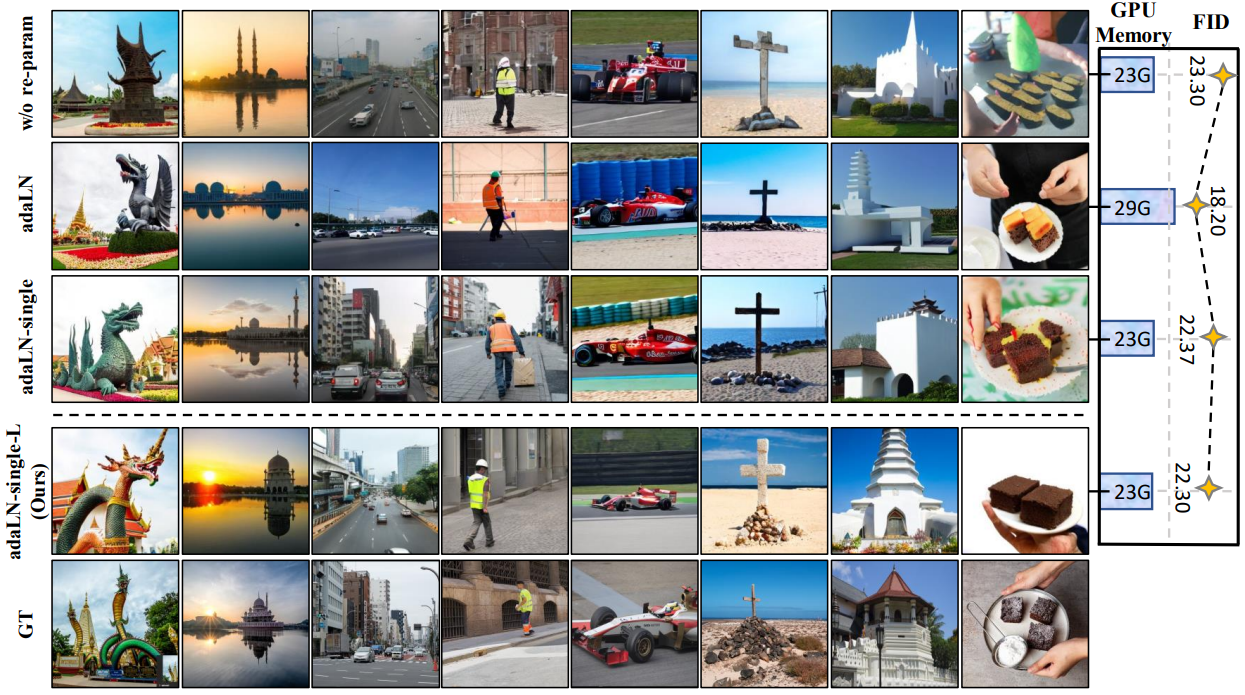 GPU
Memory
FID
w/o re-param
23G
23.30
adaLN
29G
18.20
adaLN-single
23G
22.37
adaLN-single-L
(Ours)
23G
22.30
GT